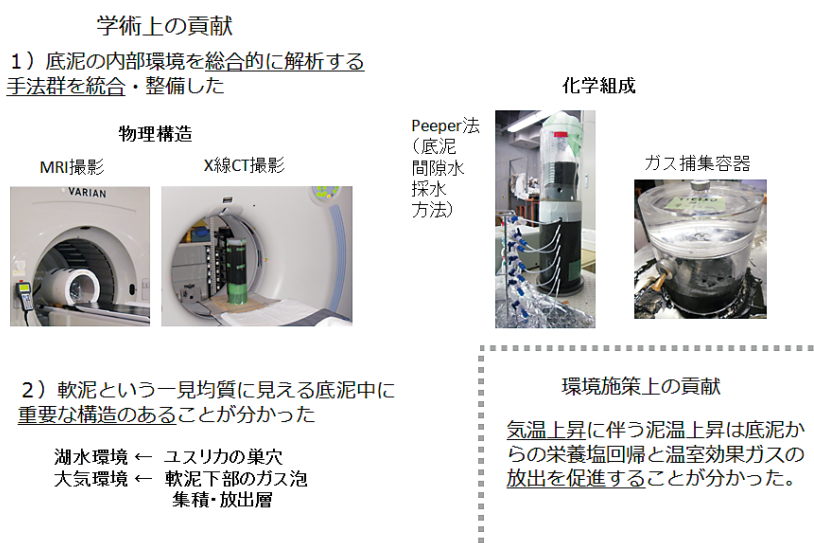 学術上の貢献
１）底泥の内部環境を総合的に解析する
手法群を統合・整備した
物理構造
MRI撮影
X線CT撮影
VARIAN
化学組成
Peeper法
（底泥
間隙水
採水
方法）
ガス捕集容器
２）軟泥という一見均質に見える底泥中に
重要な構造のあることが分かった
湖水環境 ← ユスリカの巣穴
大気環境 ← 軟泥下部のガス泡
集積・放出層
環境施策上の貢献
気温上昇に伴う泥温上昇は底泥か
らの栄養塩回帰と温室効果ガスの
放出を促進することが分かった。